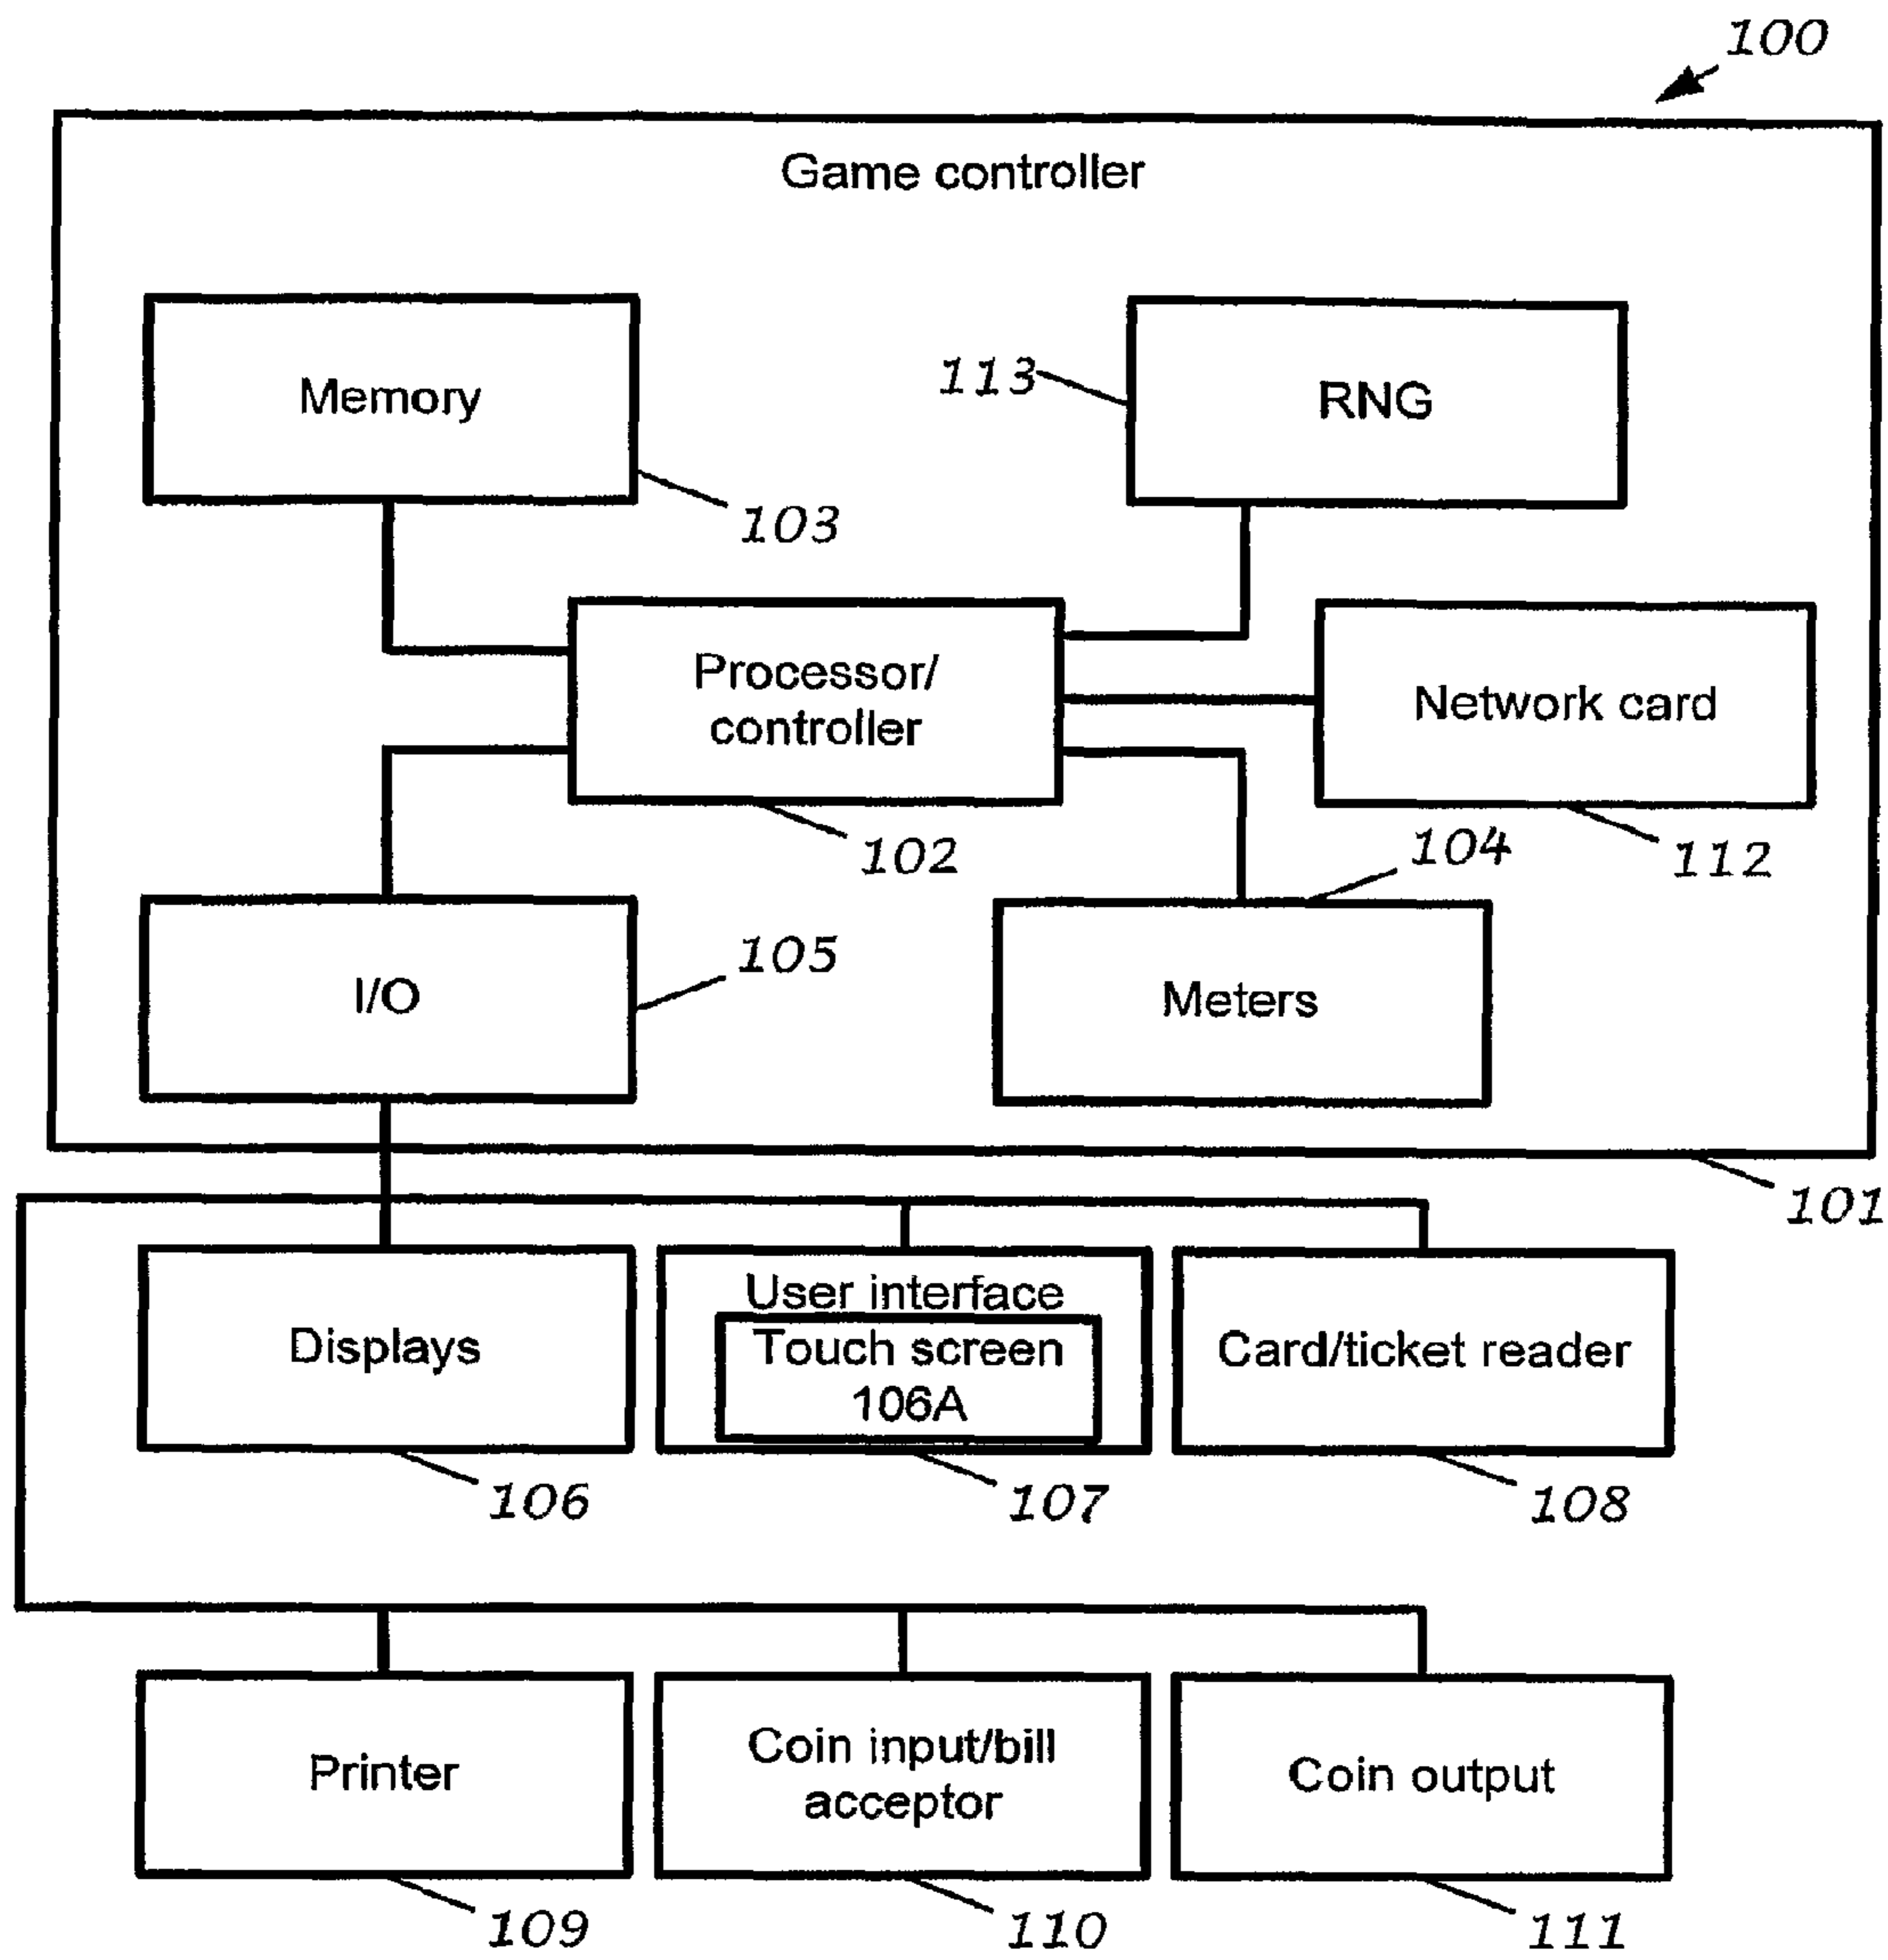 100
Game controller
Memory
113
RNG
103
Processor/
controller
Network card
102
104
112
I/O
105
Meters
101
Displays
User interface
Touch screen
106A
Card/ticket reader
106
107
108
Printer
Coin input/bill
acceptor
Coin output
109
110
111